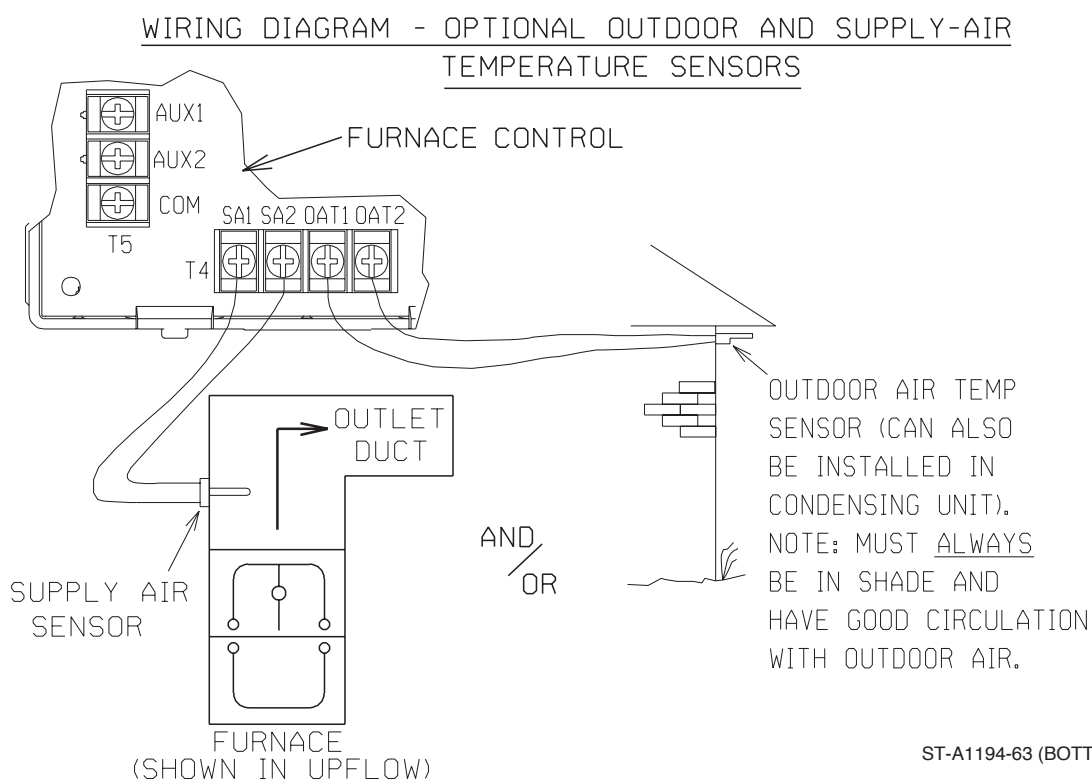 WIRING DIAGRAM - OPTIONAL OUTDOOR AND SUPPLY-AIR
TEMPERATURE SENSORS
AUX1
AUX2
COM
T5
FURNACE CONTROL
SA1 SA2 OAT1 OAT2
T4
OUTLET
DUCT
SUPPLY AIR
SENSOR
AND/
OR
OUTDOOR AIR TEMP
SENSOR (CAN ALSO
BE INSTALLED IN
CONDENSING UNIT).
NOTE: MUST ALWAYS
BE IN SHADE AND
HAVE GOOD CIRCULATION
WITH OUTDOOR AIR.
FURNACE
(SHOWN IN UPFLOW)
ST-A1194-63 (BOTT